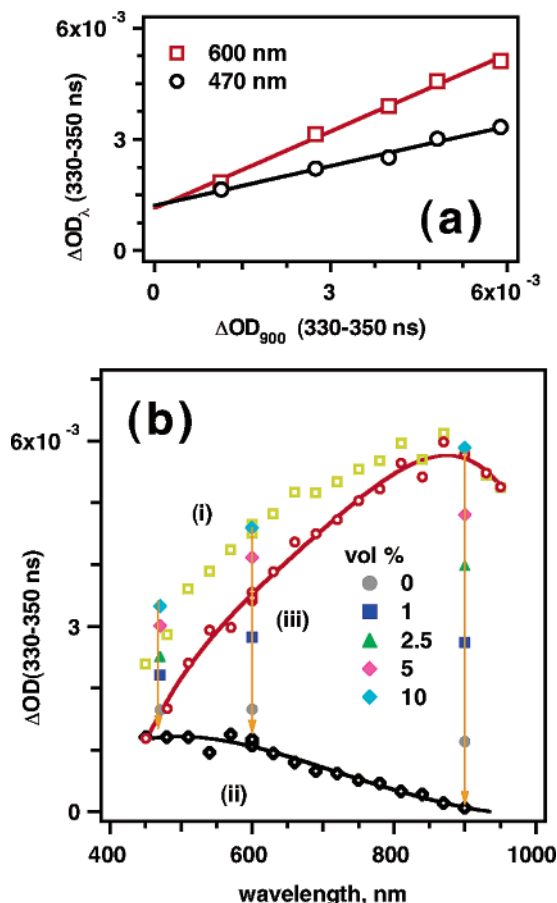 6x10⁻³
600 nm
470 nm
3
0
ΔODλ (330-350 ns)
(a)
0 3 6x10⁻³
ΔOD₉₀₀ (330-350 ns)
(b)
6x10⁻³
(i)
vol %
0
1
2.5
5
10
(iii)
3
(ii)
0
ΔOD(330-350 ns)
400 600 800 1000
wavelength, nm